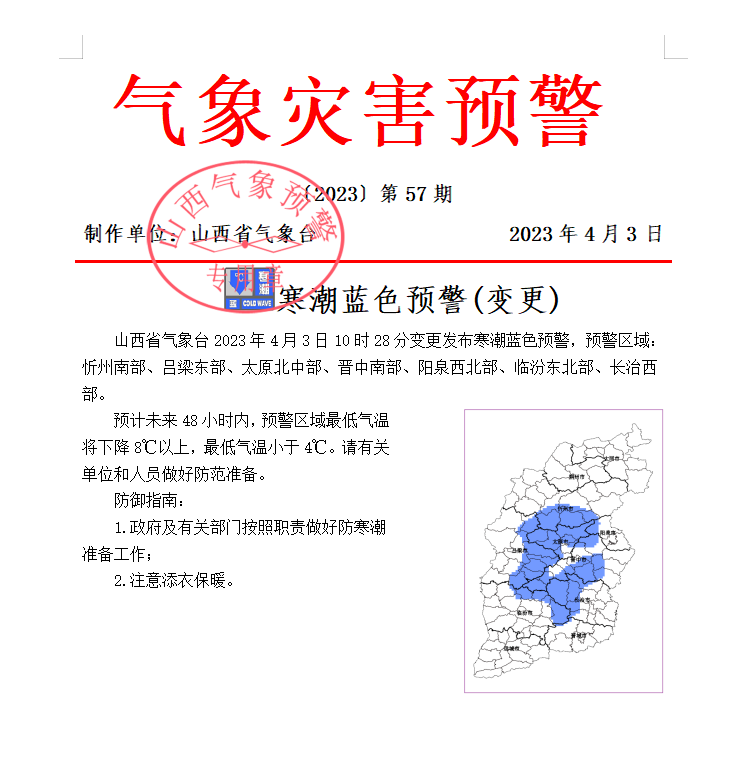 气象灾害预警
〔2023〕第 57 期
山西气象预警
专用章
制作单位：山西省气象台
2023 年 4 月 3 日
寒潮
蓝 COLD WAVE
寒潮蓝色预警(变更)
山西省气象台 2023 年 4 月 3 日 10 时 28 分变更发布寒潮蓝色预警，预警区域：
忻州南部、吕梁东部、太原北中部、晋中南部、阳泉西北部、临汾东北部、长治西
部。
预计未来 48 小时内，预警区域最低气温
将下降 8℃以上，最低气温小于 4℃。请有关
单位和人员做好防范准备。
防御指南：
1.政府及有关部门按照职责做好防寒潮
准备工作；
2.注意添衣保暖。
大同市
朔州市
忻州市
阳泉市
太原市
吕梁市
晋中市
长治市
临汾市
晋城市
运城市